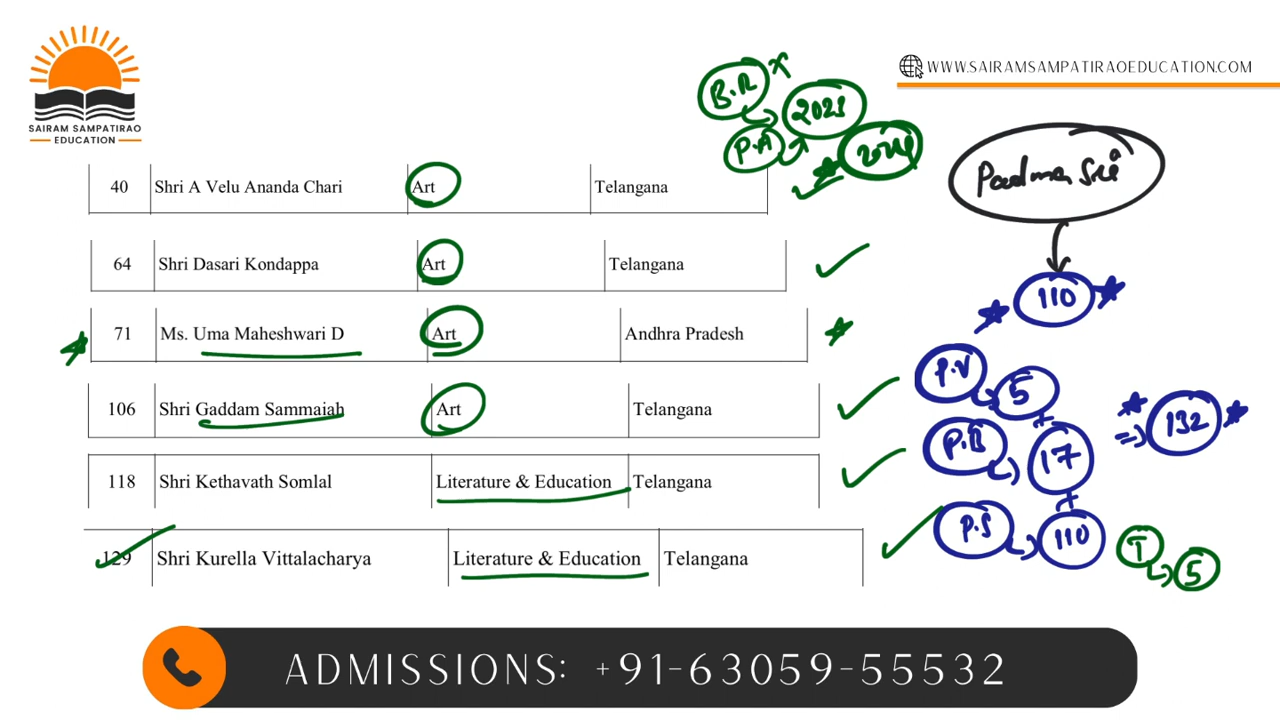 WWW.SAIRAMSAMPATIRAOEDUCATION.COM
SAIRAM SAMPATIRAO
EDUCATION
B.R x
P.A
2021
40 Shri A Velu Ananda Chari Art Telangana
Padma Sri
64 Shri Dasari Kondappa Art Telangana
110
71 Ms. Uma Maheshwari D Art Andhra Pradesh
P.V 5
+
106 Shri Gaddam Sammaiah Art Telangana
=> 132
P.B 17
+
118 Shri Kethavath Somlal Literature & Education Telangana
P.S 110
129 Shri Kurella Vittalacharya Literature & Education Telangana
T 5
ADMISSIONS: +91-63059-55532